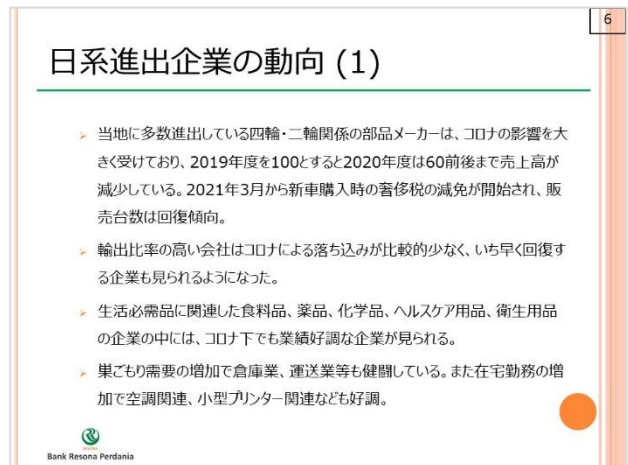 6
日系進出企業の動向 (1)
➢ 当地に多数進出している四輪・二輪関係の部品メーカーは、コロナの影響を大
きく受けており、2019年度を100とすると2020年度は60前後まで売上高が
減少している。2021年3月から新車購入時の奢侈税の減免が開始され、販
売台数は回復傾向。
➢ 輸出比率の高い会社はコロナによる落ち込みが比較的少なく、いち早く回復す
る企業も見られるようになった。
➢ 生活必需品に関連した食料品、薬品、化学品、ヘルスケア用品、衛生用品
の企業の中には、コロナ下でも業績好調な企業が見られる。
➢ 巣ごもり需要の増加で倉庫業、運送業等も健闘している。また在宅勤務の増
加で空調関連、小型プリンター関連なども好調。
RESONA
Bank Resona Perdania